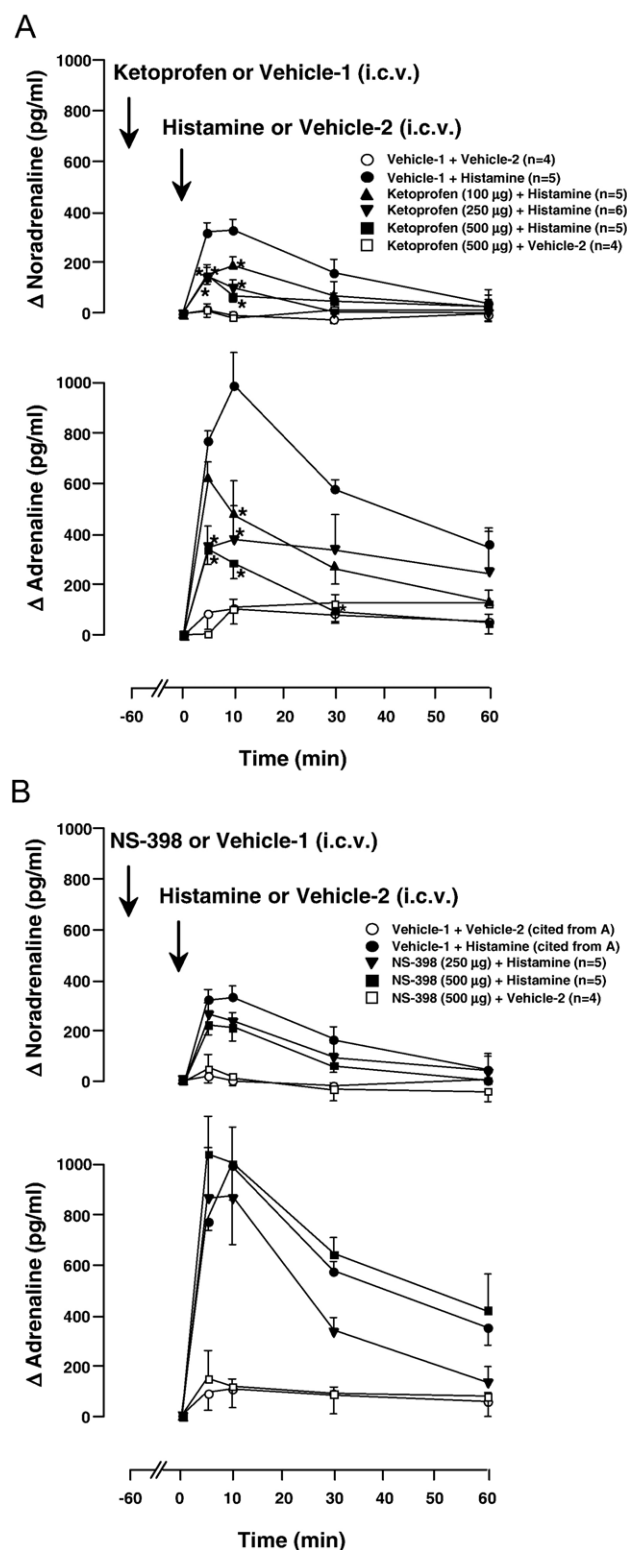 A
Ketoprofen or Vehicle-1 (i.c.v.)
Histamine or Vehicle-2 (i.c.v.)
Vehicle-1 + Vehicle-2 (n=4)
Vehicle-1 + Histamine (n=5)
Ketoprofen (100 µg) + Histamine (n=5)
Ketoprofen (250 µg) + Histamine (n=6)
Ketoprofen (500 µg) + Histamine (n=5)
Ketoprofen (500 µg) + Vehicle-2 (n=4)
Δ Noradrenaline (pg/ml)
1000
800
600
400
200
0
* * * * * *
Δ Adrenaline (pg/ml)
1000
800
600
400
200
0
* * * * * *
-60 0 10 20 30 40 50 60
Time (min)
B
NS-398 or Vehicle-1 (i.c.v.)
Histamine or Vehicle-2 (i.c.v.)
Vehicle-1 + Vehicle-2 (cited from A)
Vehicle-1 + Histamine (cited from A)
NS-398 (250 µg) + Histamine (n=5)
NS-398 (500 µg) + Histamine (n=5)
NS-398 (500 µg) + Vehicle-2 (n=4)
Δ Noradrenaline (pg/ml)
1000
800
600
400
200
0
Δ Adrenaline (pg/ml)
1000
800
600
400
200
0
-60 0 10 20 30 40 50 60
Time (min)